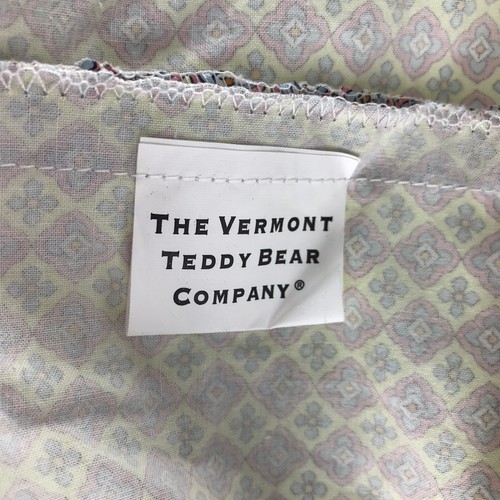 THE VERMONT
TEDDY BEAR
COMPANY®